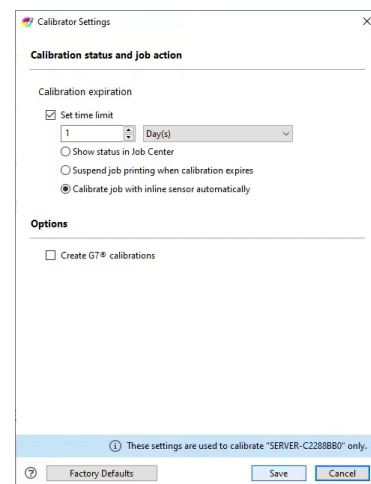 Calibrator Settings
Calibration status and job action
Calibration expiration
Set time limit
1 Day(s)
Show status in Job Center
Suspend job printing when calibration expires
Calibrate job with inline sensor automatically
Options
Create G7® calibrations
These settings are used to calibrate "SERVER-C2288BB0" only.
Factory Defaults Save Cancel